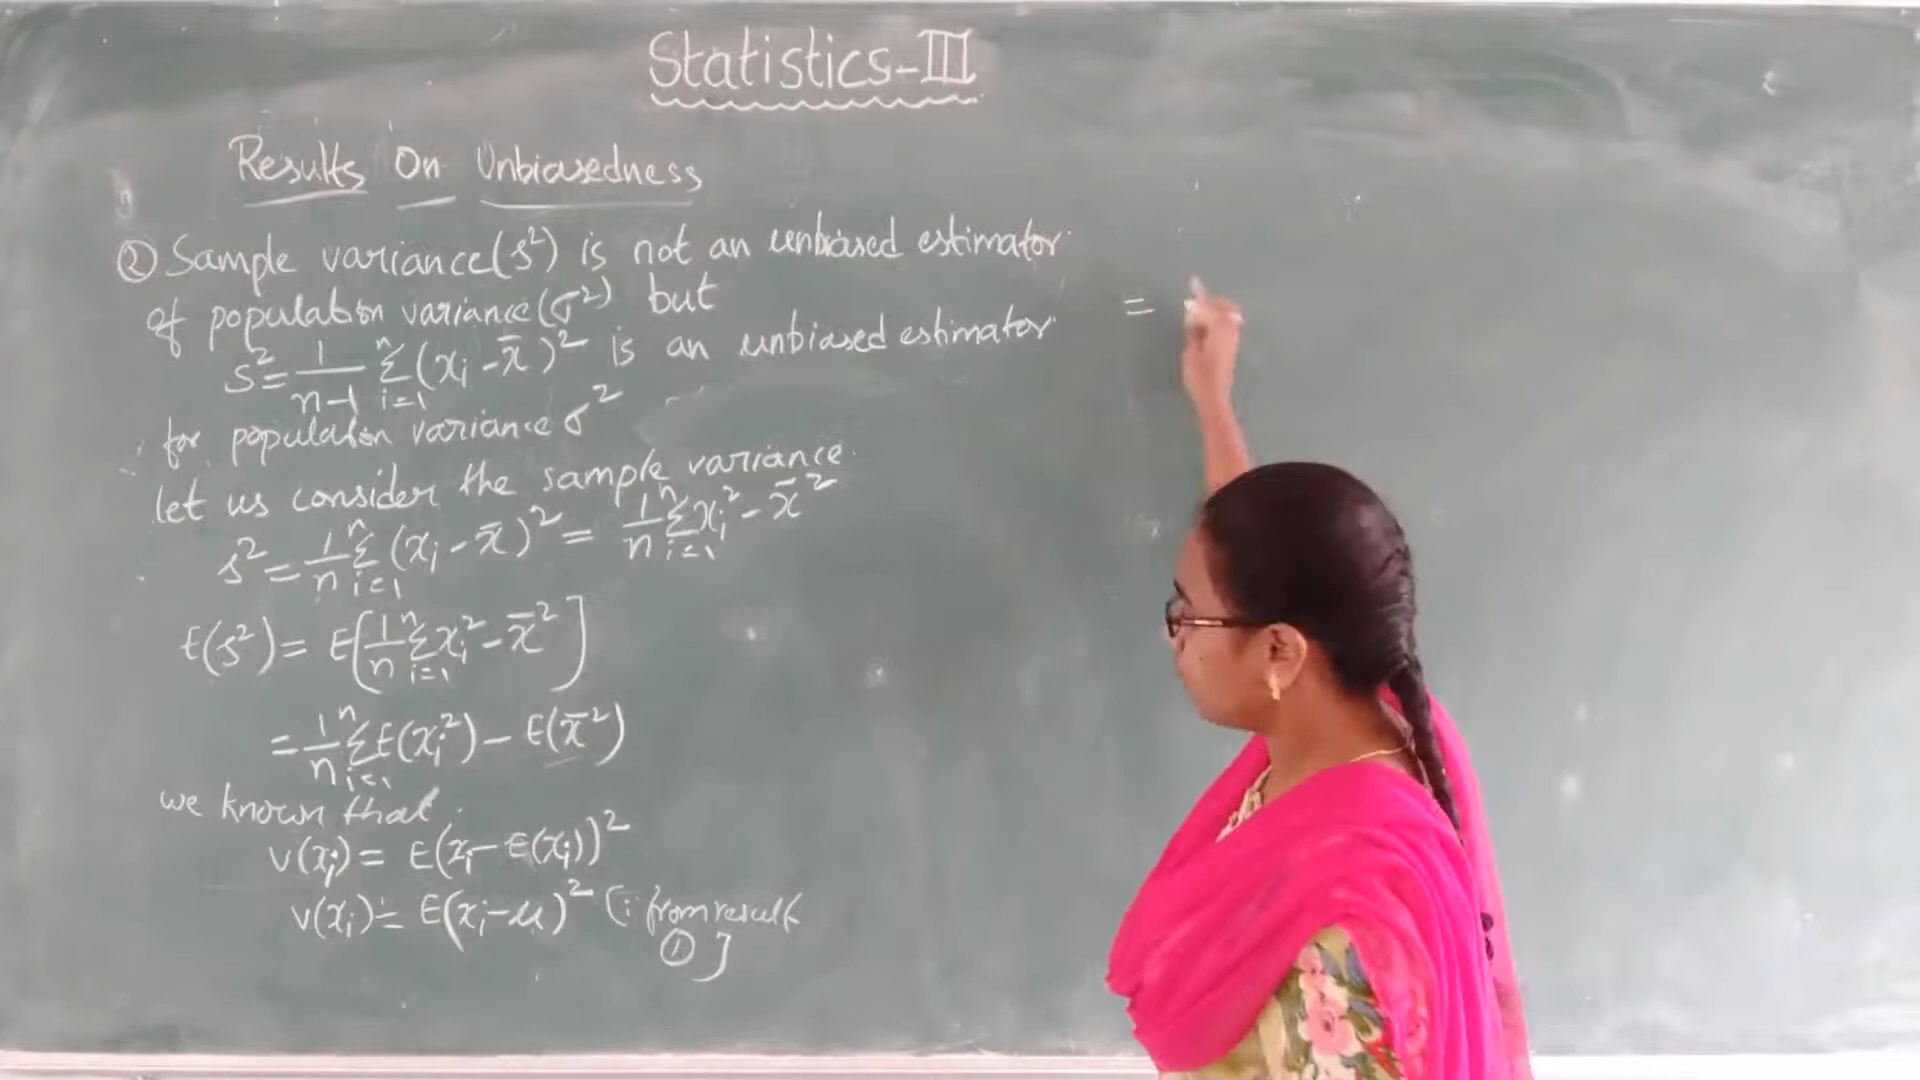 Statistics-III
Results On Unbiasedness
② Sample variance(s²) is not an unbiased estimator
of population variance(σ²) but
S² = 1/(n-1) Σ_{i=1}^{n} (xᵢ - x̄)² is an unbiased estimator
for population variance σ²
let us consider the sample variance.
s² = 1/n Σ_{i=1}^{n} (xᵢ - x̄)² = 1/n Σ_{i=1}^{n} xᵢ² - x̄²
E(s²) = E[1/n Σ_{i=1}^{n} xᵢ² - x̄²]
= 1/n Σ_{i=1}^{n} E(xᵢ²) - E(x̄²)
we known that
v(xᵢ) = E(xᵢ - E(xᵢ))²
v(xᵢ) = E(xᵢ - μ)² [∵ from result
① ]
=